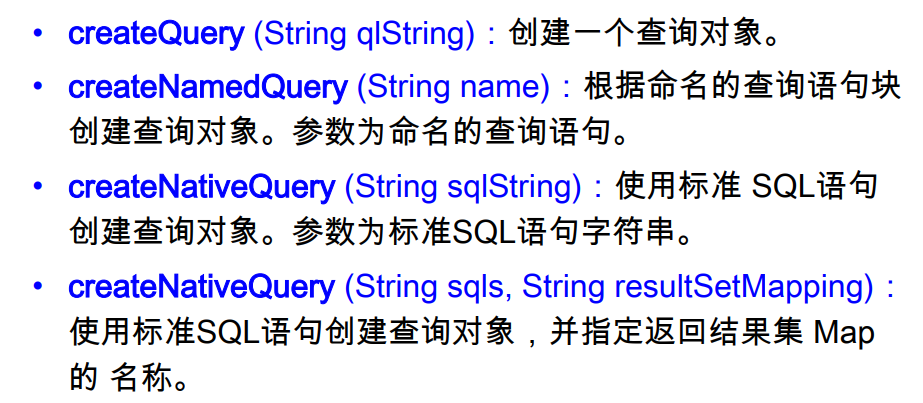 • createQuery (String qlString)：创建一个查询对象。
• createNamedQuery (String name)：根据命名的查询语句块
创建查询对象。参数为命名的查询语句。
• createNativeQuery (String sqlString)：使用标准 SQL语句
创建查询对象。参数为标准SQL语句字符串。
• createNativeQuery (String sqls, String resultSetMapping)：
使用标准SQL语句创建查询对象，并指定返回结果集 Map
的 名称。